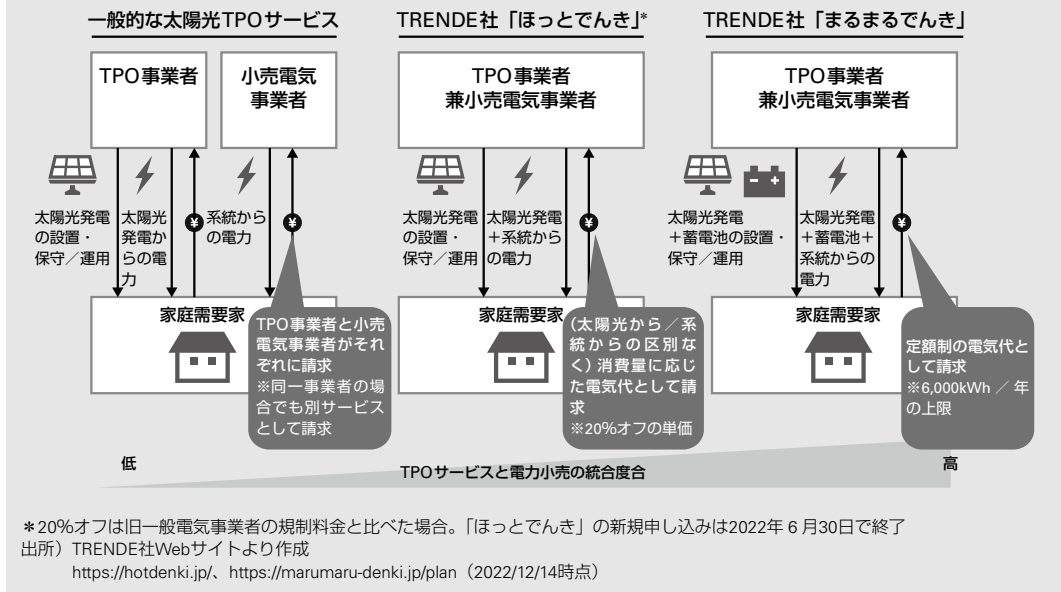 一般的な太陽光TPOサービス
TPO事業者
小売電気
事業者
太陽光発電
の設置・
保守／運用
太陽光
発電か
らの電
力
¥
系統から
の電力
¥
家庭需要家
TPO事業者と小売
電気事業者がそれ
ぞれに請求
※同一事業者の場
合でも別サービス
として請求
TRENDE社「ほっとでんき」*
TPO事業者
兼小売電気事業者
太陽光発電
の設置・
保守／運用
太陽光発電
＋系統から
の電力
¥
家庭需要家
（太陽光から／系
統からの区別な
く）消費量に応じ
た電気代として請
求
※20％オフの単価
TRENDE社「まるまるでんき」
TPO事業者
兼小売電気事業者
太陽光発電
＋蓄電池の設置・
保守／運用
太陽光発電
＋蓄電池＋
系統からの
電力
¥
家庭需要家
定額制の電気代と
して請求
※6,000kWh ／ 年
の上限
低
TPOサービスと電力小売の統合度合
高
＊20％オフは旧一般電気事業者の規制料金と比べた場合。「ほっとでんき」の新規申し込みは2022年6月30日で終了
出所）TRENDE社Webサイトより作成
https://hotdenki.jp/、https://marumaru-denki.jp/plan（2022/12/14時点）